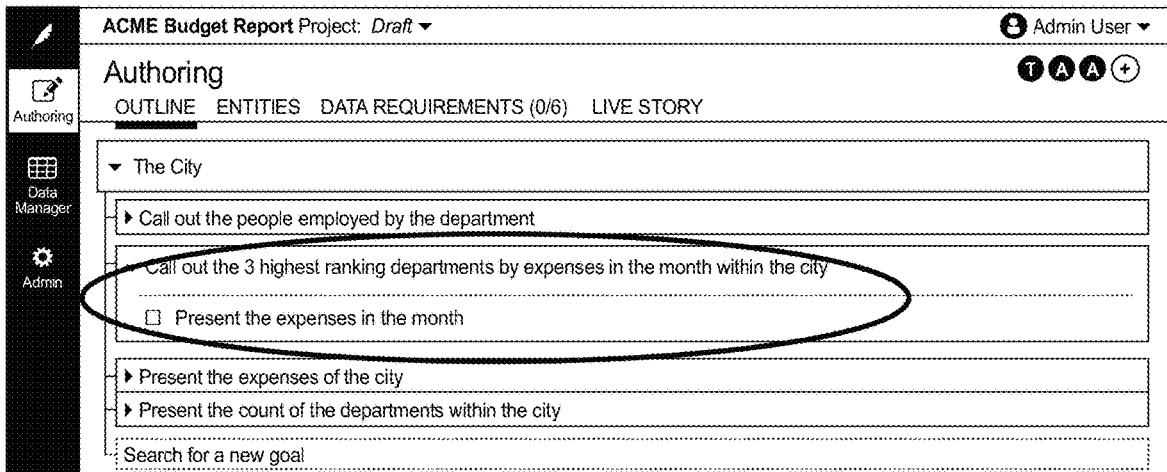 ACME Budget Report Project: Draft
Admin User
Authoring
T A A +
OUTLINE ENTITIES DATA REQUIREMENTS (0/6) LIVE STORY
Authoring
Data
Manager
Admin
The City
Call out the people employed by the department
Call out the 3 highest ranking departments by expenses in the month within the city
Present the expenses in the month
Present the expenses of the city
Present the count of the departments within the city
Search for a new goal